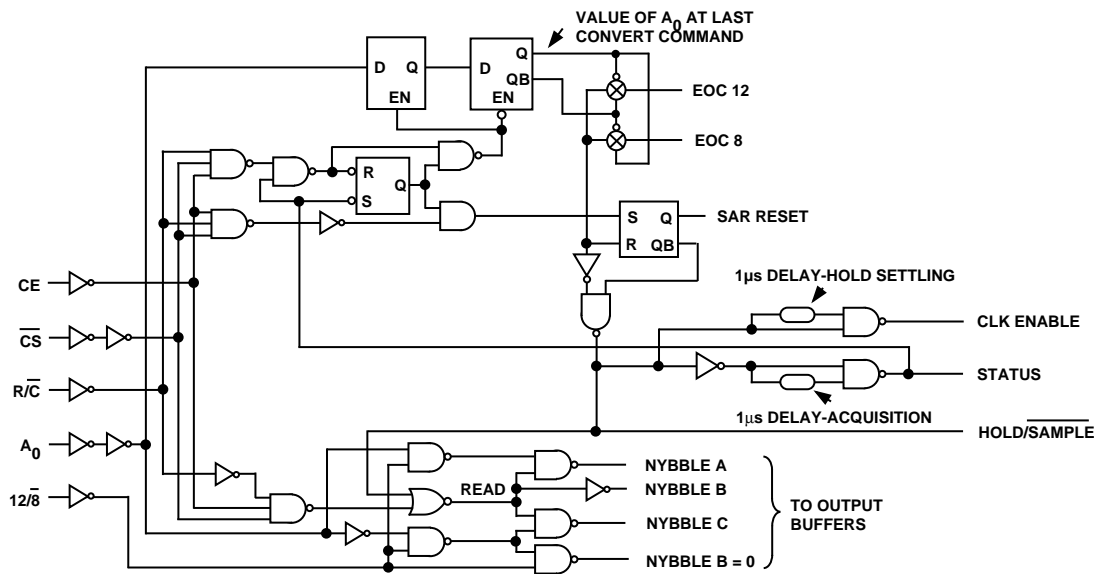 VALUE OF A0 AT LAST
CONVERT COMMAND
D Q
EN
D Q
QB
EN
EOC 12
EOC 8
R
Q
S
S Q
R QB
SAR RESET
1µs DELAY-HOLD SETTLING
CE
CLK ENABLE
C̅S̅
R/C̅
STATUS
1µs DELAY-ACQUISITION
A0
HOLD/S̅A̅M̅P̅L̅E̅
12/8̅
READ
NYBBLE A
NYBBLE B
NYBBLE C
NYBBLE B = 0
TO OUTPUT
BUFFERS